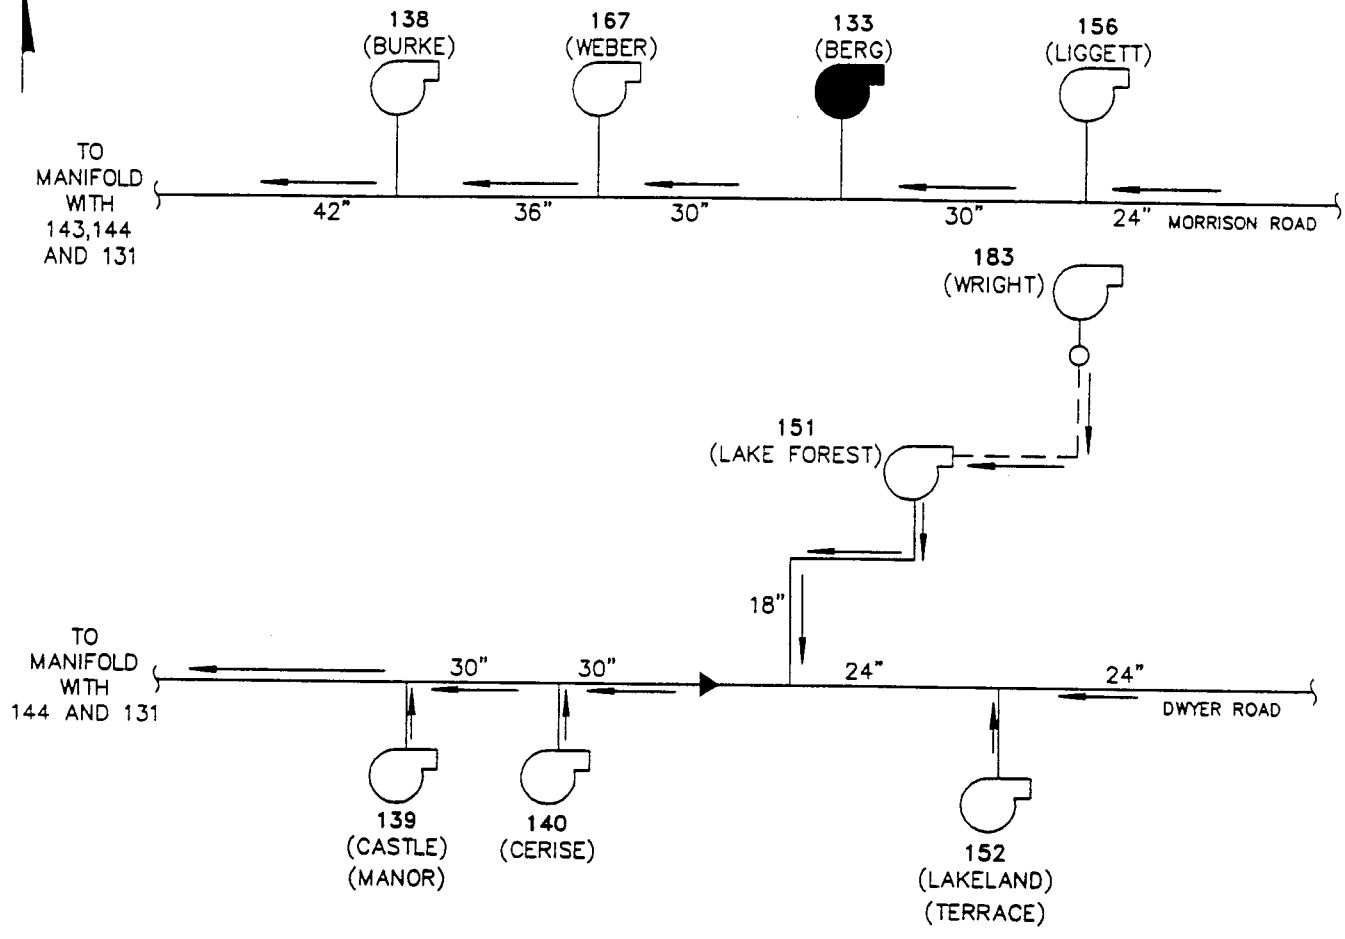 138
(BURKE)
167
(WEBER)
133
(BERG)
156
(LIGGETT)
TO
MANIFOLD
WITH
143,144
AND 131
42"
36"
30"
30"
24"
MORRISON ROAD
183
(WRIGHT)
151
(LAKE FOREST)
18"
TO
MANIFOLD
WITH
144 AND 131
30"
30"
24"
24"
DWYER ROAD
139
(CASTLE)
(MANOR)
140
(CERISE)
152
(LAKELAND)
(TERRACE)